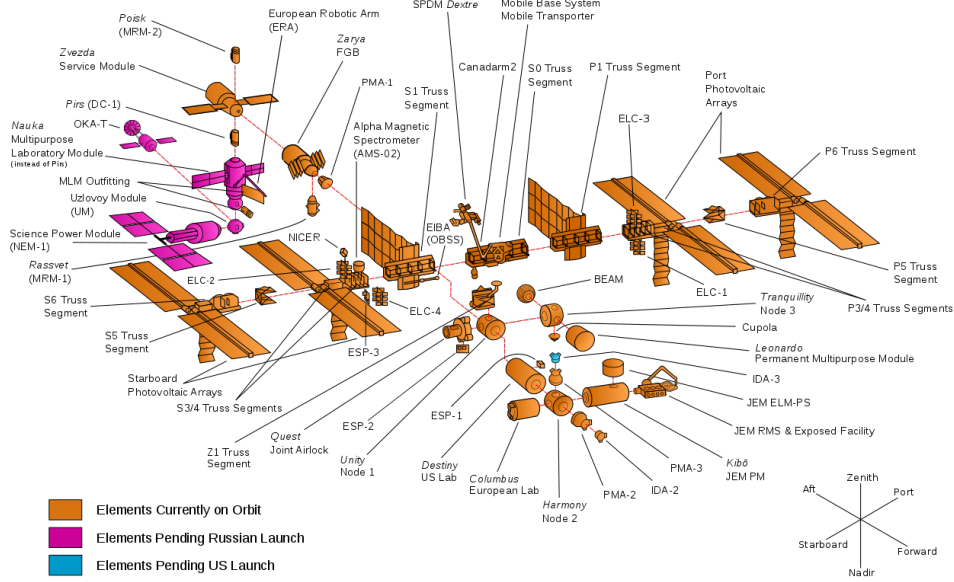 SPDM Dextre
Mobile Base System
Mobile Transporter
Poisk
(MRM-2)
European Robotic Arm
(ERA)
Zarya
FGB
Zvezda
Service Module
PMA-1
Canadarm2
S0 Truss
Segment
P1 Truss Segment
Port
Photovoltaic
Arrays
S1 Truss
Segment
Pirs (DC-1)
OKA-T
Nauka
Multipurpose
Laboratory Module
(instead of Pirs)
Alpha Magnetic
Spectrometer
(AMS-02)
ELC-3
P6 Truss Segment
MLM Outfitting
Uzlovoy Module
(UM)
Science Power Module
(NEM-1)
EIBA
(OBSS)
NICER
Rassvet
(MRM-1)
ELC-2
BEAM
ELC-1
P5 Truss
Segment
S6 Truss
Segment
ELC-4
Tranquillity
Node 3
P3/4 Truss Segments
Cupola
S5 Truss
Segment
ESP-3
Leonardo
Permanent Multipurpose Module
Starboard
Photovoltaic Arrays
IDA-3
S3/4 Truss Segments
JEM ELM-PS
ESP-2
ESP-1
JEM RMS & Exposed Facility
Z1 Truss
Segment
Quest
Joint Airlock
Unity
Node 1
Destiny
US Lab
Columbus
European Lab
Harmony
Node 2
PMA-2
IDA-2
PMA-3
Kibō
JEM PM
Elements Currently on Orbit
Elements Pending Russian Launch
Elements Pending US Launch
Zenith
Aft
Port
Starboard
Forward
Nadir